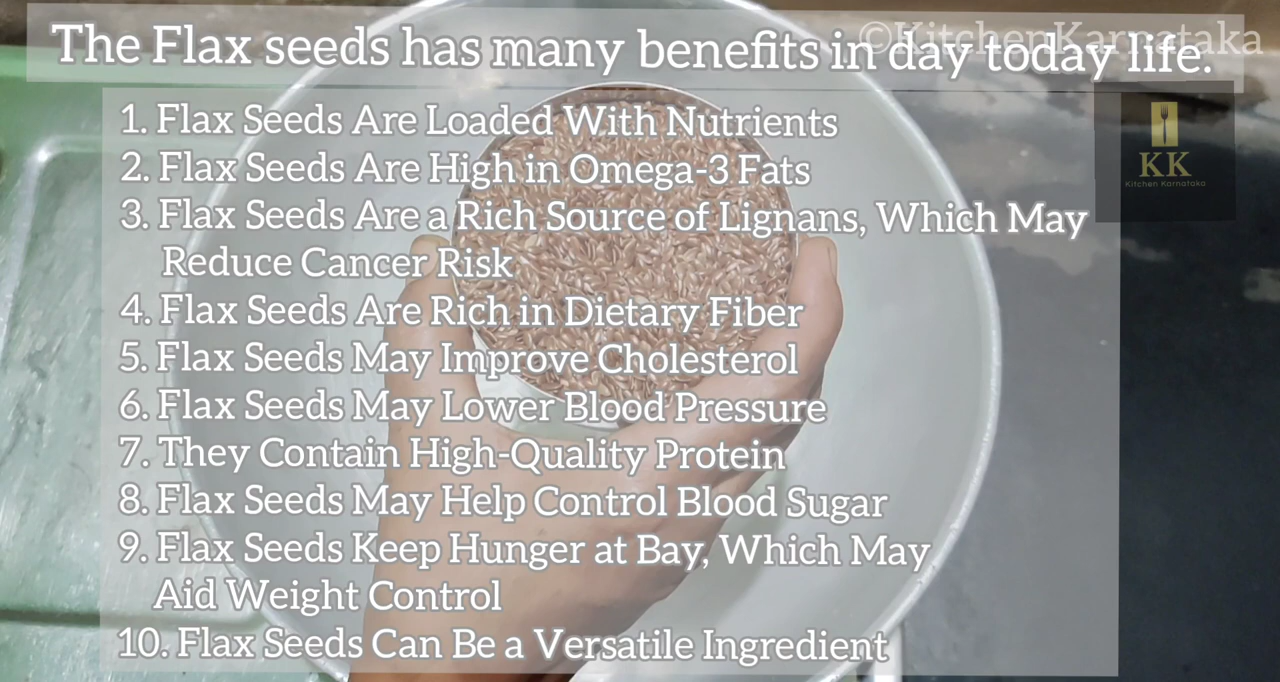 ©KitchenKarnataka
The Flax seeds has many benefits in day today life.
KK
Kitchen Karnataka
1. Flax Seeds Are Loaded With Nutrients
2. Flax Seeds Are High in Omega-3 Fats
3. Flax Seeds Are a Rich Source of Lignans, Which May
Reduce Cancer Risk
4. Flax Seeds Are Rich in Dietary Fiber
5. Flax Seeds May Improve Cholesterol
6. Flax Seeds May Lower Blood Pressure
7. They Contain High-Quality Protein
8. Flax Seeds May Help Control Blood Sugar
9. Flax Seeds Keep Hunger at Bay, Which May
Aid Weight Control
10. Flax Seeds Can Be a Versatile Ingredient